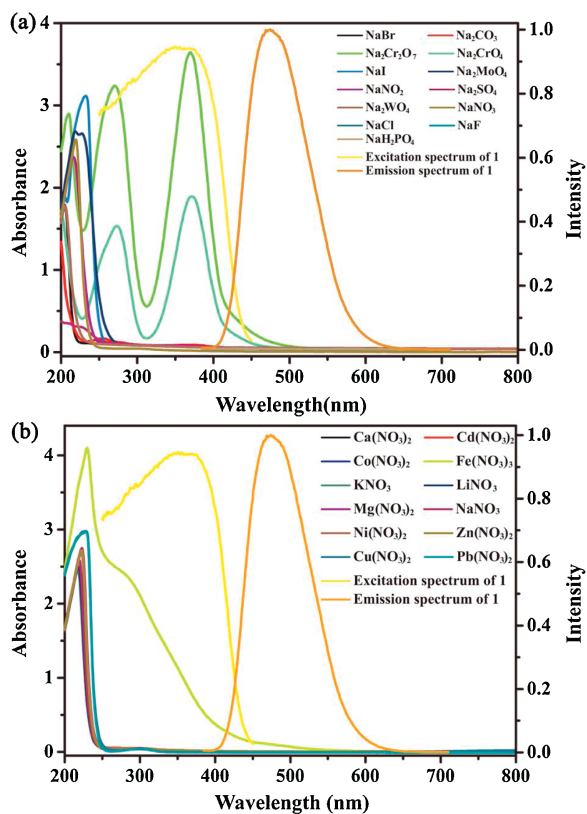 (a)
4
3
2
1
0
Absorbance
NaBr Na₂CO₃
Na₂Cr₂O₇ Na₂CrO₄
NaI Na₂MoO₄
NaNO₂ Na₂SO₄
Na₂WO₄ NaNO₃
NaCl NaF
NaH₂PO₄
Excitation spectrum of 1
Emission spectrum of 1
1.0
0.8
0.6
0.4
0.2
0.0
Intensity
200 300 400 500 600 700 800
Wavelength(nm)
(b)
4
3
2
1
0
Absorbance
Ca(NO₃)₂ Cd(NO₃)₂
Co(NO₃)₂ Fe(NO₃)₃
KNO₃ LiNO₃
Mg(NO₃)₂ NaNO₃
Ni(NO₃)₂ Zn(NO₃)₂
Cu(NO₃)₂ Pb(NO₃)₂
Excitation spectrum of 1
Emission spectrum of 1
1.0
0.8
0.6
0.4
0.2
0.0
Intensity
200 300 400 500 600 700 800
Wavelength (nm)